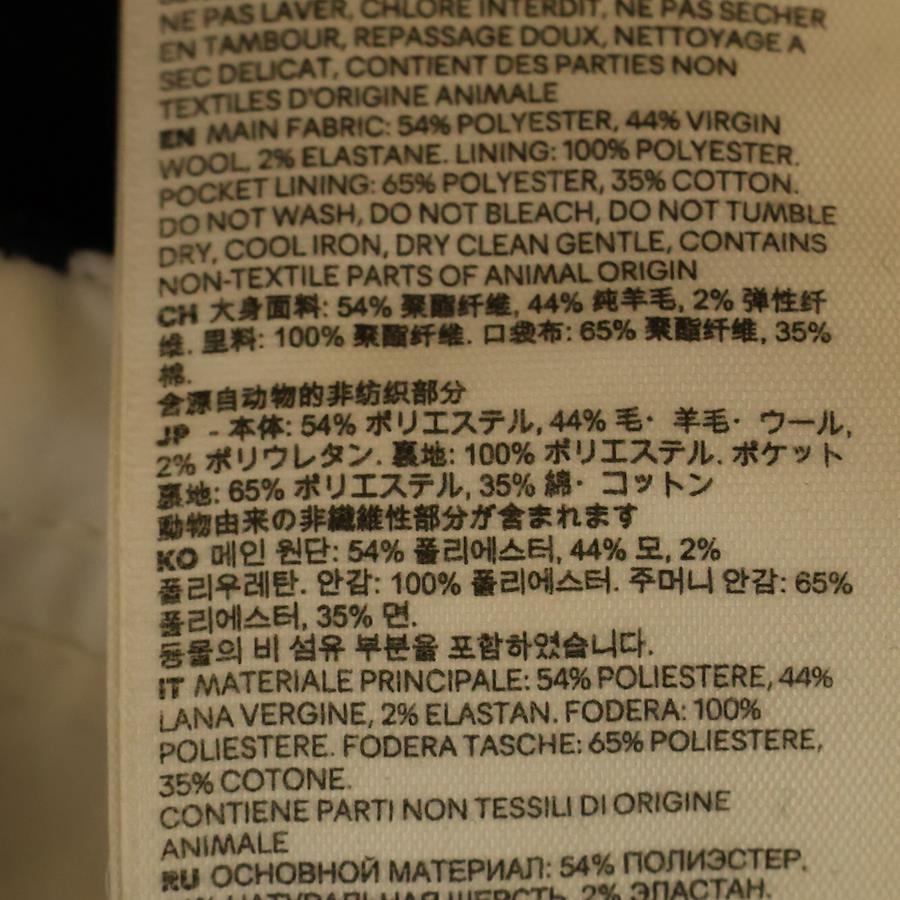 NE PAS LAVER, CHLORE INTERDIT, NE PAS SECHER
EN TAMBOUR, REPASSAGE DOUX, NETTOYAGE A
SEC DELICAT, CONTIENT DES PARTIES NON
TEXTILES D'ORIGINE ANIMALE
EN MAIN FABRIC: 54% POLYESTER, 44% VIRGIN
WOOL, 2% ELASTANE. LINING: 100% POLYESTER.
POCKET LINING: 65% POLYESTER, 35% COTTON.
DO NOT WASH, DO NOT BLEACH, DO NOT TUMBLE
DRY, COOL IRON, DRY CLEAN GENTLE, CONTAINS
NON-TEXTILE PARTS OF ANIMAL ORIGIN
CH 大身面料: 54% 聚酯纤维, 44% 纯羊毛, 2% 弹性纤
维. 里料: 100% 聚酯纤维. 口袋布: 65% 聚酯纤维, 35%
棉.
含源自动物的非纺织部分
JP - 本体: 54% ポリエステル, 44% 毛· 羊毛· ウール,
2% ポリウレタン. 裏地: 100% ポリエステル. ポケット
裏地: 65% ポリエステル, 35% 綿· コットン
動物由来の非繊維性部分が含まれます
KO 메인 원단: 54% 폴리에스터, 44% 모, 2%
폴리우레탄. 안감: 100% 폴리에스터. 주머니 안감: 65%
폴리에스터, 35% 면.
동물의 비 섬유 부분을 포함하였습니다.
IT MATERIALE PRINCIPALE: 54% POLIESTERE, 44%
LANA VERGINE, 2% ELASTAN. FODERA: 100%
POLIESTERE. FODERA TASCHE: 65% POLIESTERE,
35% COTONE.
CONTIENE PARTI NON TESSILI DI ORIGINE
ANIMALE
RU ОСНОВНОЙ МАТЕРИАЛ: 54% ПОЛИЭСТЕР.
НАТУРАЛЬНАЯ ШЕРСТЬ, 2% ЭЛАСТАН.